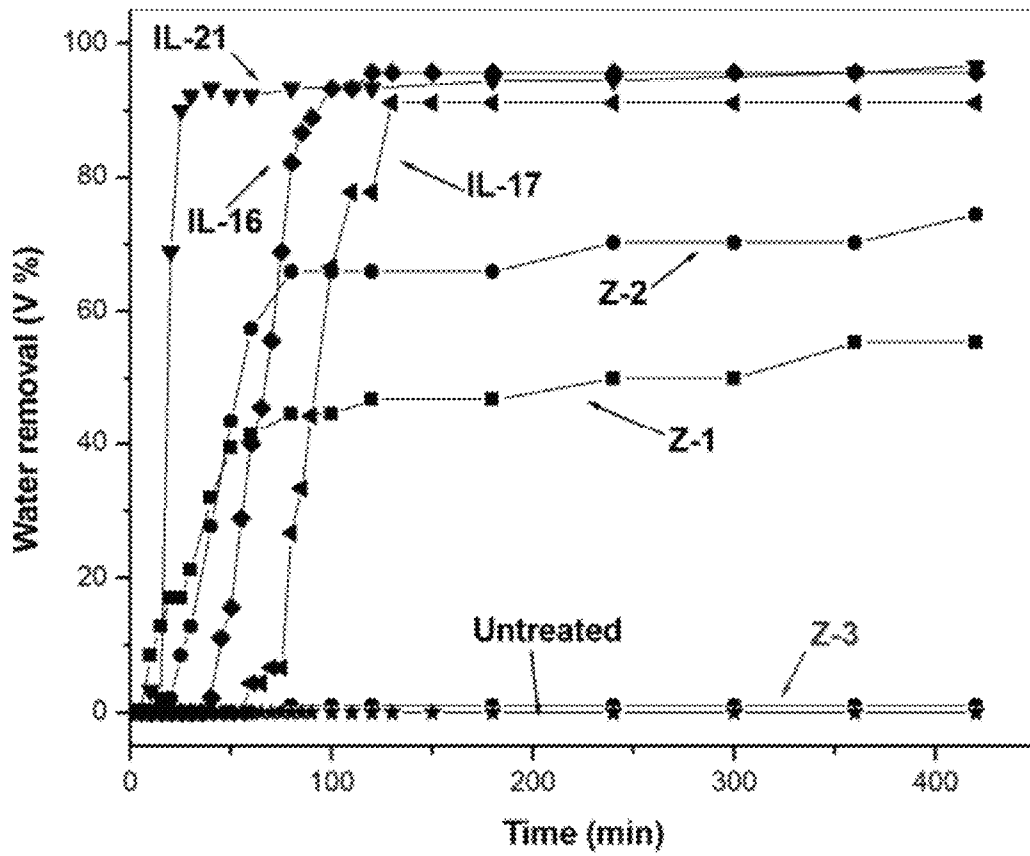 100
80
60
40
20
0
Water removal (V %)
IL-21
IL-16
IL-17
Z-2
Z-1
Untreated
Z-3
0
100
200
300
400
Time (min)